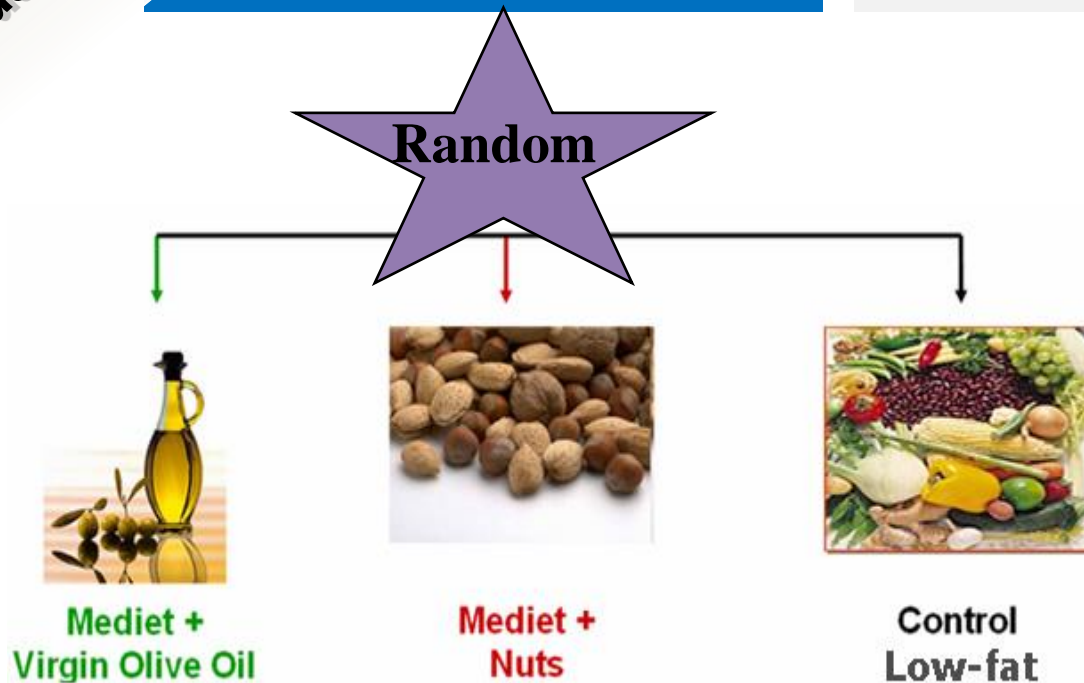 Random
Mediet +
Virgin Olive Oil
Mediet +
Nuts
Control
Low-fat